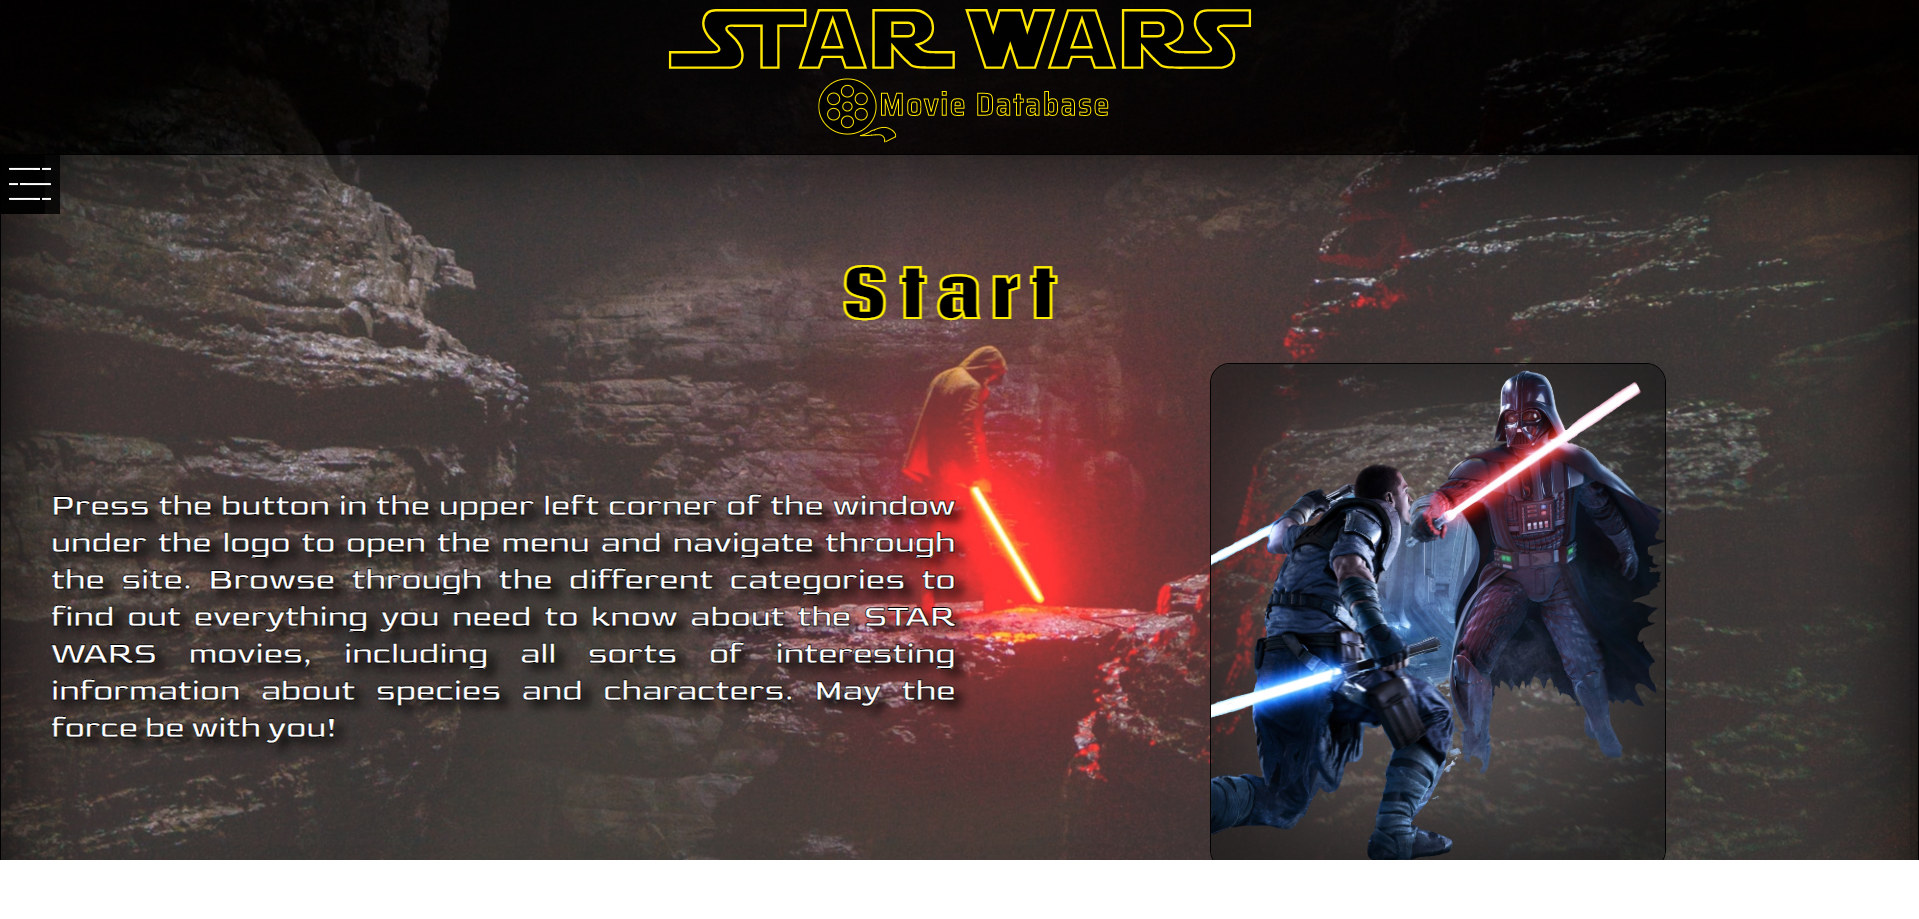 STAR WARS
Movie Database
Start
Press the button in the upper left corner of the window
under the logo to open the menu and navigate through
the site. Browse through the different categories to
find out everything you need to know about the STAR
WARS movies, including all sorts of interesting
information about species and characters. May the
force be with you!